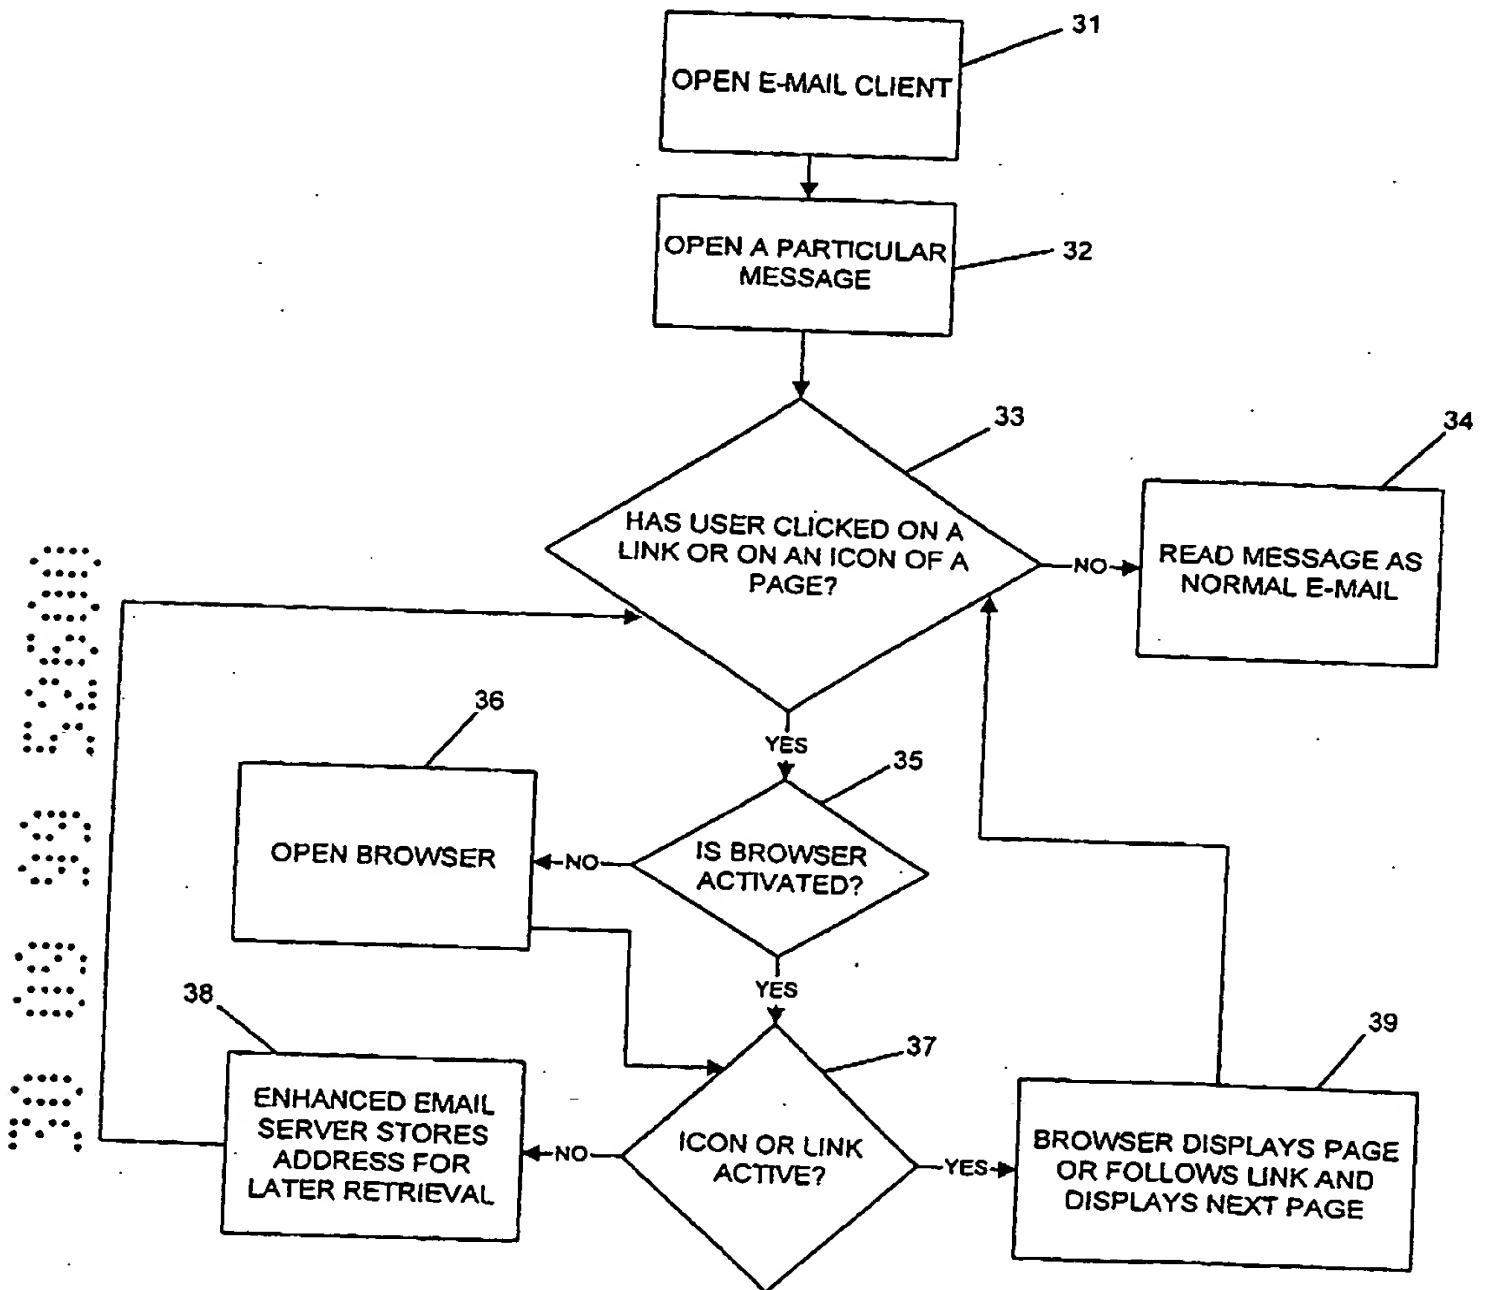 31
OPEN E-MAIL CLIENT
32
OPEN A PARTICULAR
MESSAGE
33
HAS USER CLICKED ON A
LINK OR ON AN ICON OF A
PAGE?
NO
34
READ MESSAGE AS
NORMAL E-MAIL
YES
36
OPEN BROWSER
35
NO
IS BROWSER
ACTIVATED?
YES
38
ENHANCED EMAIL
SERVER STORES
ADDRESS FOR
LATER RETRIEVAL
NO
37
ICON OR LINK
ACTIVE?
YES
39
BROWSER DISPLAYS PAGE
OR FOLLOWS LINK AND
DISPLAYS NEXT PAGE